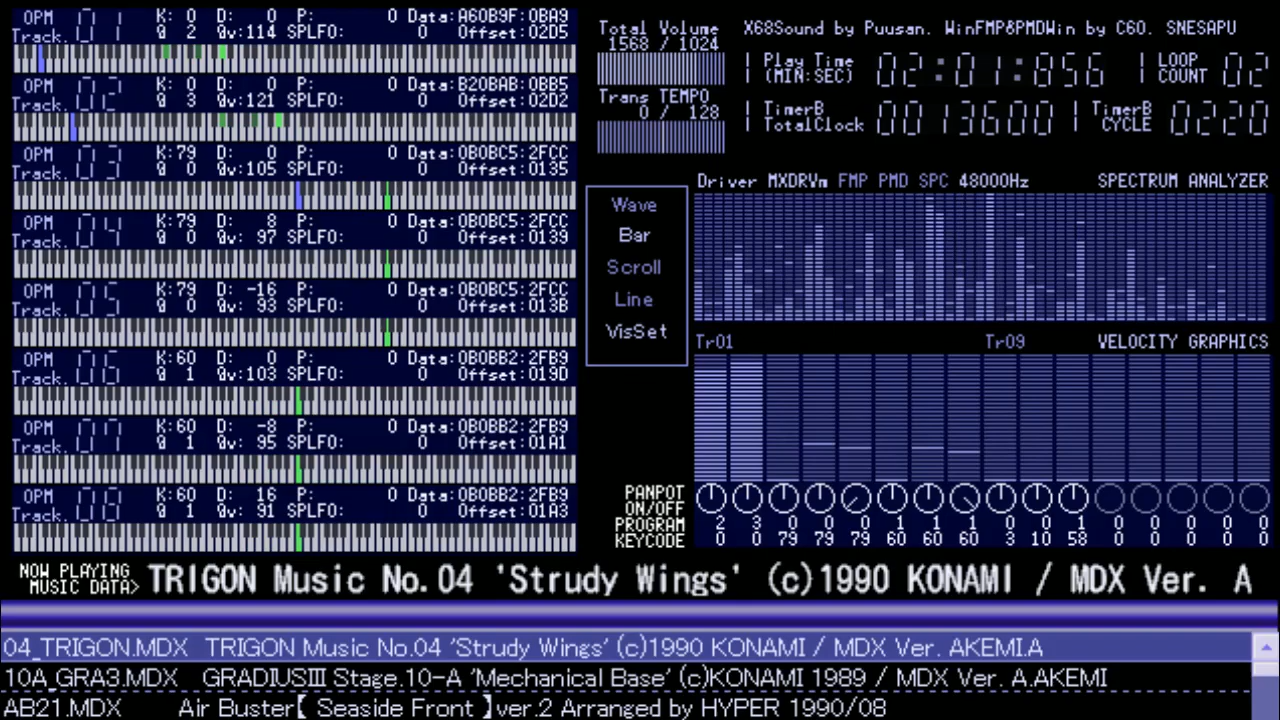 OPM K: 0 D: 0 P: 0 Data:A60B9F:0BA9
Track. 01 @ 2 @v:114 SPLFO: 0 Offset:02D5
OPM K: 0 D: 0 P: 0 Data:B20BAB:0BB5
Track. 02 @ 3 @v:121 SPLFO: 0 Offset:02D2
OPM K:79 D: 0 P: 0 Data:0B0BC5:2FCC
Track. 03 @ 0 @v:105 SPLFO: 0 Offset:0135
OPM K:79 D: 8 P: 0 Data:0B0BC5:2FCC
Track. 04 @ 0 @v: 97 SPLFO: 0 Offset:0139
OPM K:79 D: -16 P: 0 Data:0B0BC5:2FCC
Track. 05 @ 0 @v: 93 SPLFO: 0 Offset:013B
OPM K:60 D: 0 P: 0 Data:0B0BB2:2FB9
Track. 06 @ 1 @v:103 SPLFO: 0 Offset:019D
OPM K:60 D: -8 P: 0 Data:0B0BB2:2FB9
Track. 07 @ 1 @v: 95 SPLFO: 0 Offset:01A1
OPM K:60 D: 16 P: 0 Data:0B0BB2:2FB9
Track. 08 @ 1 @v: 91 SPLFO: 0 Offset:01A3
Total Volume
1568 / 1024
Trans TEMPO
0 / 128
X68Sound by Puusan. WinFMP&PMDWin by C60. SNESAPU
Play Time (MIN:SEC) 02:01:856 LOOP COUNT 02
TimerB TotalClock 0013600 TimerB CYCLE 0220
Wave
Bar
Scroll
Line
VisSet
Driver MXDRVm FMP PMD SPC 48000Hz SPECTRUM ANALYZER
Tr01 Tr09 VELOCITY GRAPHICS
PANPOT
ON/OFF
PROGRAM 2 3 0 0 0 1 1 1 0 0 1 0 0 0 0 0
KEYCODE 0 0 79 79 79 60 60 60 3 10 58 0 0 0 0 0
NOW PLAYING MUSIC DATA> TRIGON Music No.04 'Strudy Wings' (c)1990 KONAMI / MDX Ver. A
04_TRIGON.MDX TRIGON Music No.04 'Strudy Wings' (c)1990 KONAMI / MDX Ver. AKEMI.A
10A_GRA3.MDX GRADIUSⅢ Stage.10-A 'Mechanical Base' (c)KONAMI 1989 / MDX Ver. A.AKEMI
AB21.MDX Air Buster【 Seaside Front 】ver.2 Arranged by HYPER 1990/08